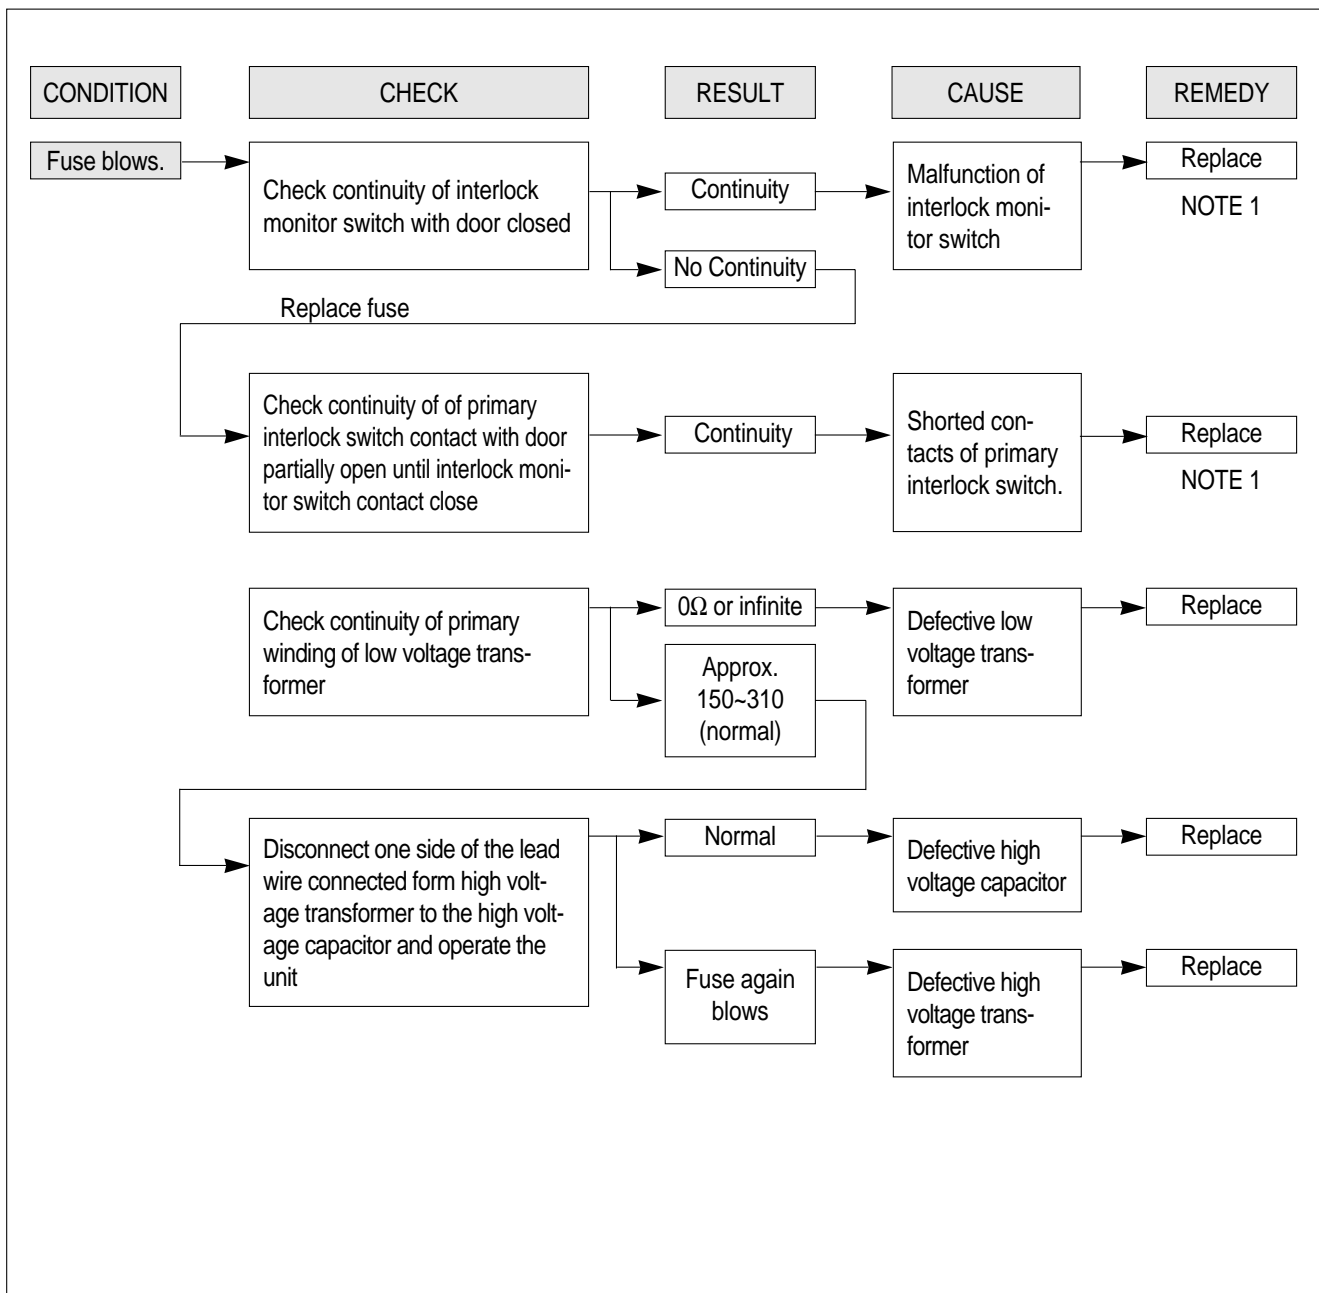 CONDITION
CHECK
RESULT
CAUSE
REMEDY
Fuse blows.
Check continuity of interlock
monitor switch with door closed
Continuity
Malfunction of
interlock moni-
tor switch
Replace
NOTE 1
No Continuity
Replace fuse
Check continuity of of primary
interlock switch contact with door
partially open until interlock moni-
tor switch contact close
Continuity
Shorted con-
tacts of primary
interlock switch.
Replace
NOTE 1
Check continuity of primary
winding of low voltage trans-
former
0Ω or infinite
Defective low
voltage trans-
former
Replace
Approx.
150~310
(normal)
Disconnect one side of the lead
wire connected form high volt-
age transformer to the high volt-
age capacitor and operate the
unit
Normal
Defective high
voltage capacitor
Replace
Fuse again
blows
Defective high
voltage trans-
former
Replace